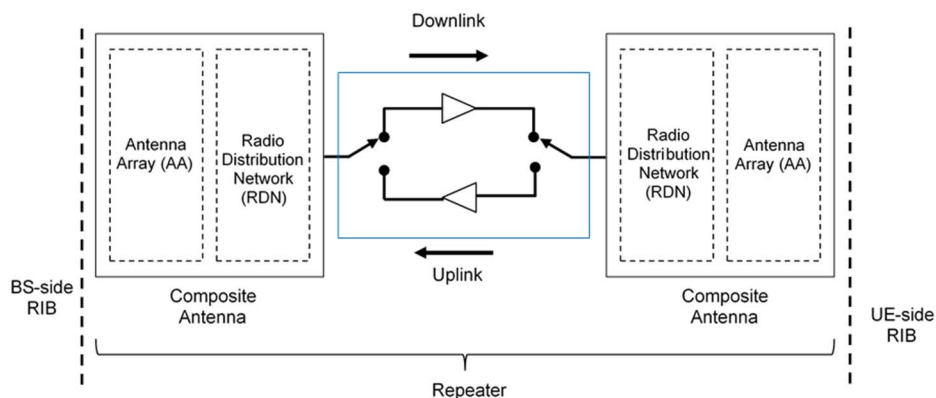 Downlink
Antenna
Array (AA)
Radio
Distribution
Network
(RDN)
Radio
Distribution
Network
(RDN)
Antenna
Array (AA)
Uplink
BS-side
RIB
Composite
Antenna
Composite
Antenna
UE-side
RIB
Repeater